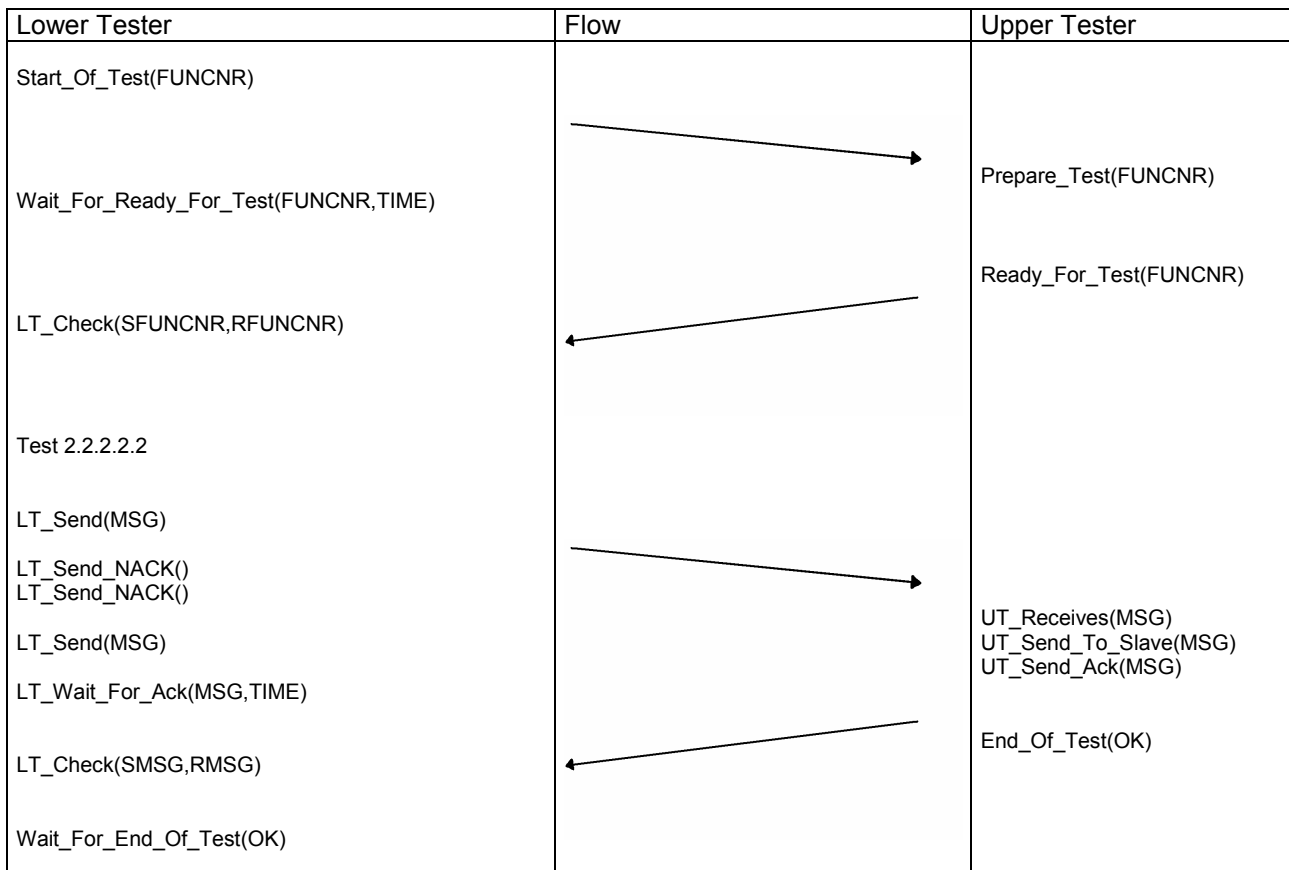 Lower Tester
Flow
Upper Tester
Start_Of_Test(FUNCNR)
Prepare_Test(FUNCNR)
Wait_For_Ready_For_Test(FUNCNR,TIME)
Ready_For_Test(FUNCNR)
LT_Check(SFUNCNR,RFUNCNR)
Test 2.2.2.2.2
LT_Send(MSG)
LT_Send_NACK()
LT_Send_NACK()
UT_Receives(MSG)
LT_Send(MSG)
UT_Send_To_Slave(MSG)
UT_Send_Ack(MSG)
LT_Wait_For_Ack(MSG,TIME)
End_Of_Test(OK)
LT_Check(SMSG,RMSG)
Wait_For_End_Of_Test(OK)